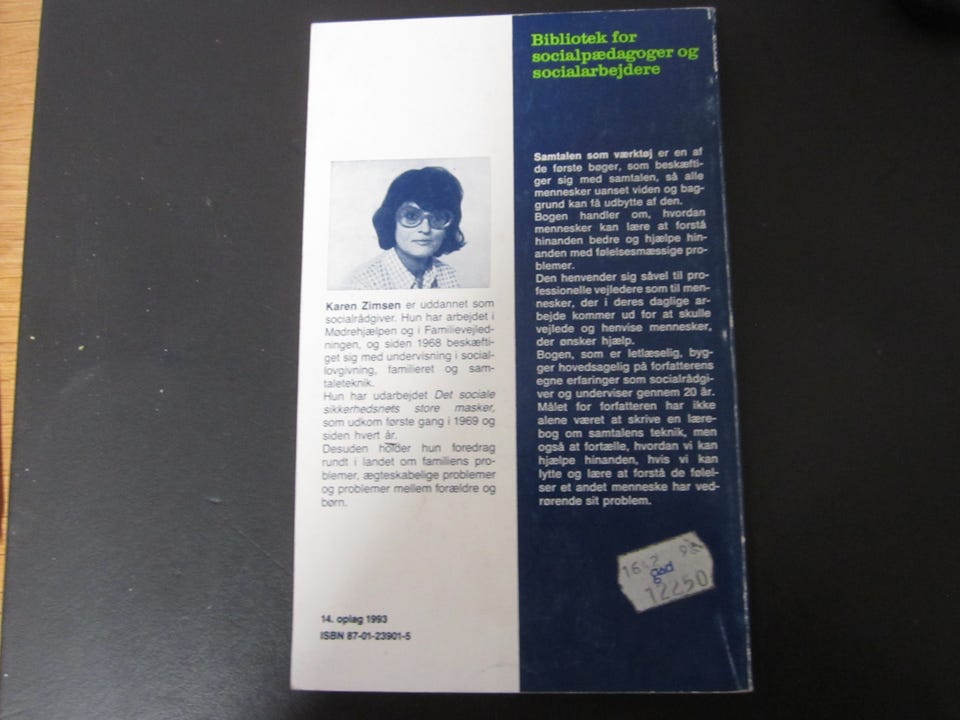 Karen Zimsen er uddannet som
socialrådgiver. Hun har arbejdet i
Mødrehjælpen og i Familievejled-
ningen, og siden 1968 beskæfti-
get sig med undervisning i social-
lovgivning, familieret og sam-
taleteknik.
Hun har udarbejdet Det sociale
sikkerhedsnets store masker,
som udkom første gang i 1969 og
siden hvert år.
Desuden holder hun foredrag
rundt i landet om familiens pro-
blemer, ægteskabelige problemer
og problemer mellem forældre og
børn.
14. oplag 1993
ISBN 87-01-23901-5
Bibliotek for
socialpædagoger og
socialarbejdere
Samtalen som værktøj er en af
de første bøger, som beskæfti-
ger sig med samtalen, så alle
mennesker uanset viden og bag-
grund kan få udbytte af den.
Bogen handler om, hvordan
mennesker kan lære at forstå
hinanden bedre og hjælpe hin-
anden med følelsesmæssige pro-
blemer.
Den henvender sig såvel til pro-
fessionelle vejledere som til men-
nesker, der i deres daglige ar-
bejde kommer ud for at skulle
vejlede og henvise mennesker,
der ønsker hjælp.
Bogen, som er letlæselig, byg-
ger hovedsagelig på forfatterens
egne erfaringer som socialrådgi-
ver og underviser gennem 20 år.
Målet for forfatteren har ikke
alene været at skrive en lære-
bog om samtalens teknik, men
også at fortælle, hvordan vi kan
hjælpe hinanden, hvis vi kan
lytte og lære at forstå de følel-
ser et andet menneske har ved-
rørende sit problem.
gad
12250